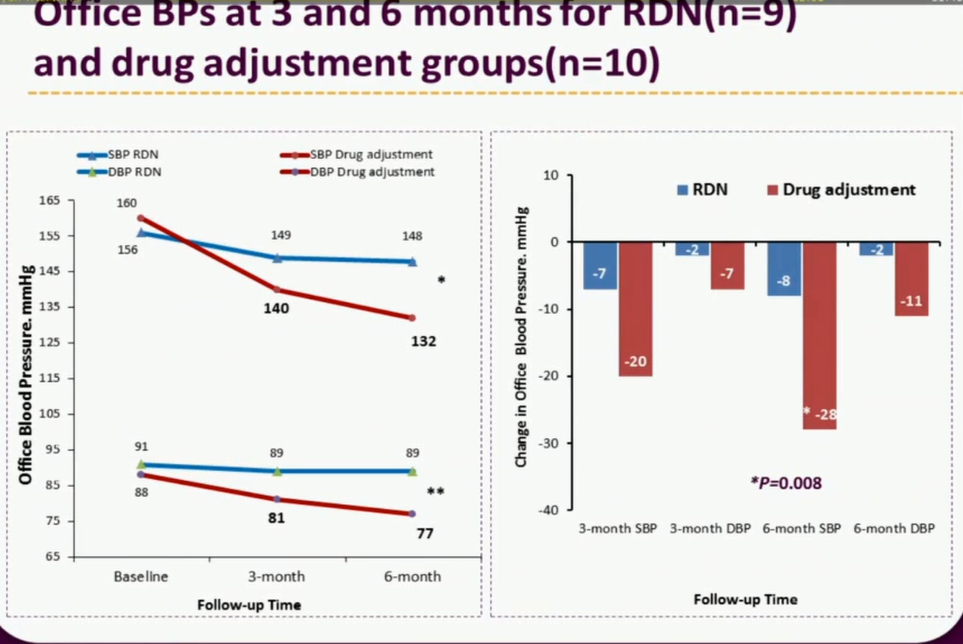 Office BPs at 3 and 6 months for RDN(n=9)
and drug adjustment groups(n=10)
SBP RDN
SBP Drug adjustment
DBP RDN
DBP Drug adjustment
Office Blood Pressure. mmHg
165
155
145
135
125
115
105
95
85
75
65
160
156
149
148
*
140
132
91
89
89
88
**
81
77
Baseline
3-month
6-month
Follow-up Time
RDN
Drug adjustment
Change in Office Blood Pressure. mmHg
10
0
-10
-20
-30
-40
-7
-20
-2
-7
-8
* -28
-2
-11
*P=0.008
3-month SBP
3-month DBP
6-month SBP
6-month DBP
Follow-up Time